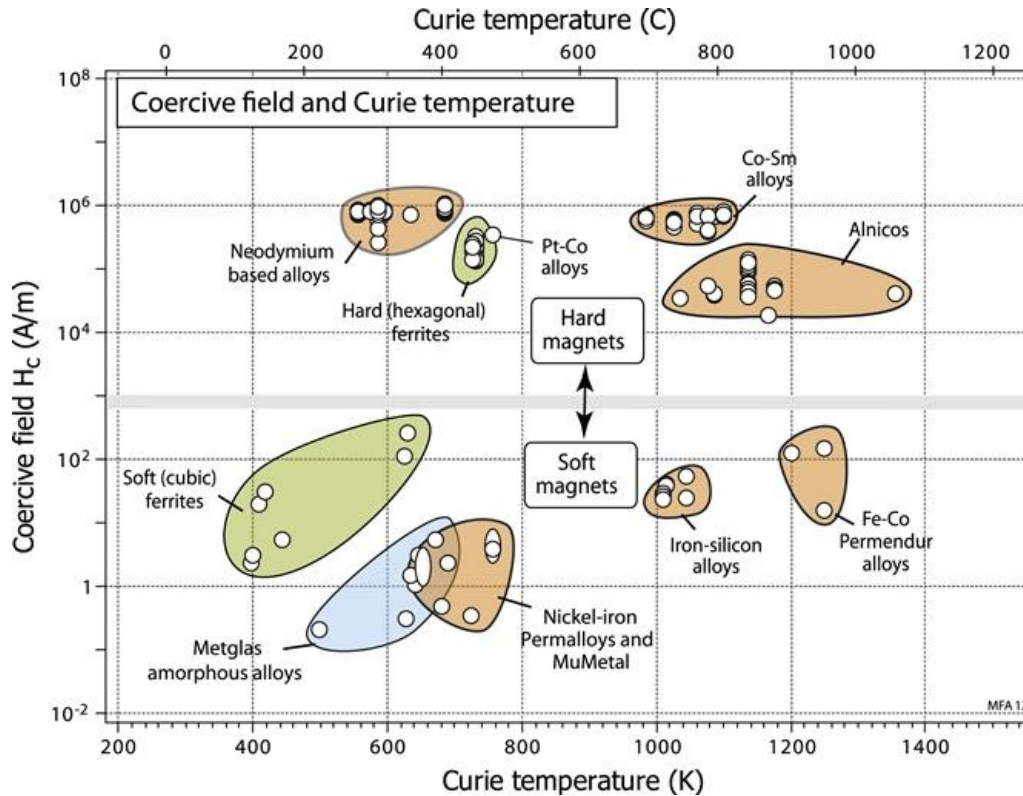 Curie temperature (C)
0 200 400 600 800 1000 1200
Coercive field and Curie temperature
10⁸
10⁶
10⁴
10²
1
10⁻²
Coercive field H_C (A/m)
Co-Sm
alloys
Alnicos
Neodymium
based alloys
Pt-Co
alloys
Hard (hexagonal)
ferrites
Hard
magnets
Soft
magnets
Soft (cubic)
ferrites
Iron-silicon
alloys
Fe-Co
Permendur
alloys
Nickel-iron
Permalloys and
MuMetal
Metglas
amorphous alloys
200 400 600 800 1000 1200 1400
Curie temperature (K)